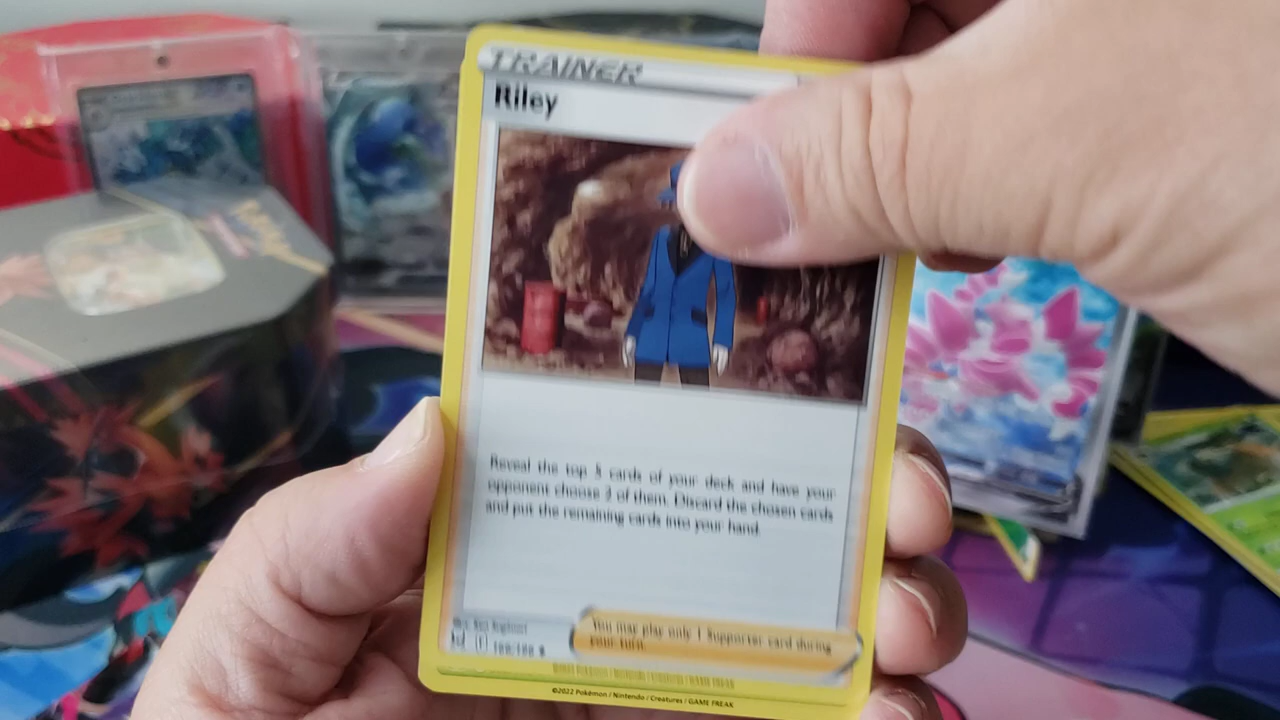 TRAINER
Riley
Reveal the top 5 cards of your deck and have your
opponent choose 2 of them. Discard the chosen cards
and put the remaining cards into your hand.
You may play only 1 Supporter card during
your turn.
©2022 Pokémon / Nintendo / Creatures / GAME FREAK